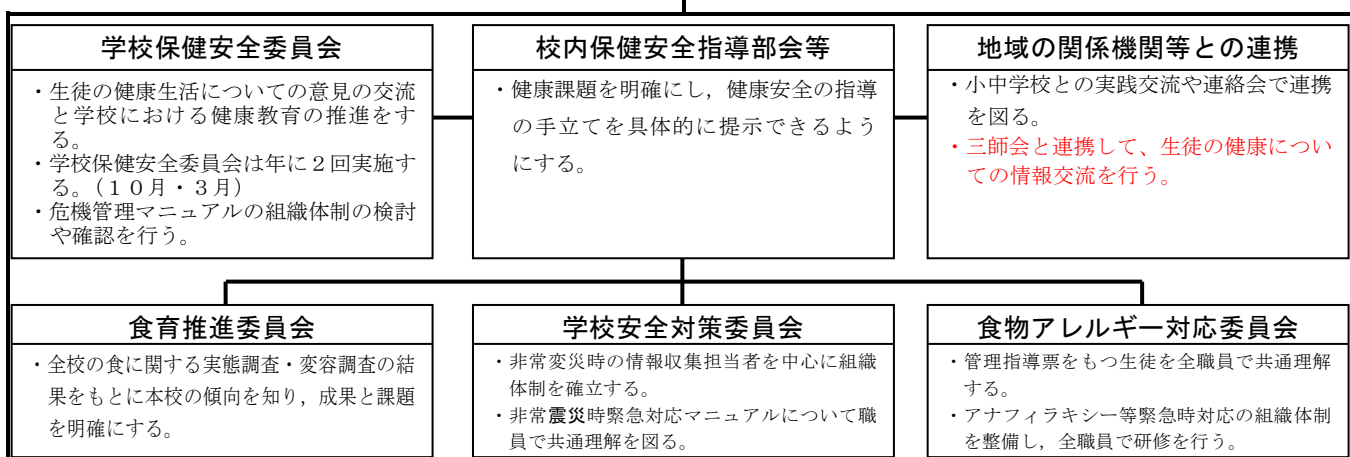 学校保健安全委員会
・生徒の健康生活についての意見の交流
と学校における健康教育の推進をす
る。
・学校保健安全委員会は年に２回実施す
る。（１０月・３月）
・危機管理マニュアルの組織体制の検討
や確認を行う。
校内保健安全指導部会等
・健康課題を明確にし，健康安全の指導
の手立てを具体的に提示できるよう
にする。
地域の関係機関等との連携
・小中学校との実践交流や連絡会で連携
を図る。
・三師会と連携して、生徒の健康につい
ての情報交流を行う。
食育推進委員会
・全校の食に関する実態調査・変容調査の結
果をもとに本校の傾向を知り，成果と課題
を明確にする。
学校安全対策委員会
・非常変災時の情報収集担当者を中心に組織
体制を確立する。
・非常震災時緊急対応マニュアルについて職
員で共通理解を図る。
食物アレルギー対応委員会
・管理指導票をもつ生徒を全職員で共通理解
する。
・アナフィラキシー等緊急時対応の組織体制
を整備し，全職員で研修を行う。